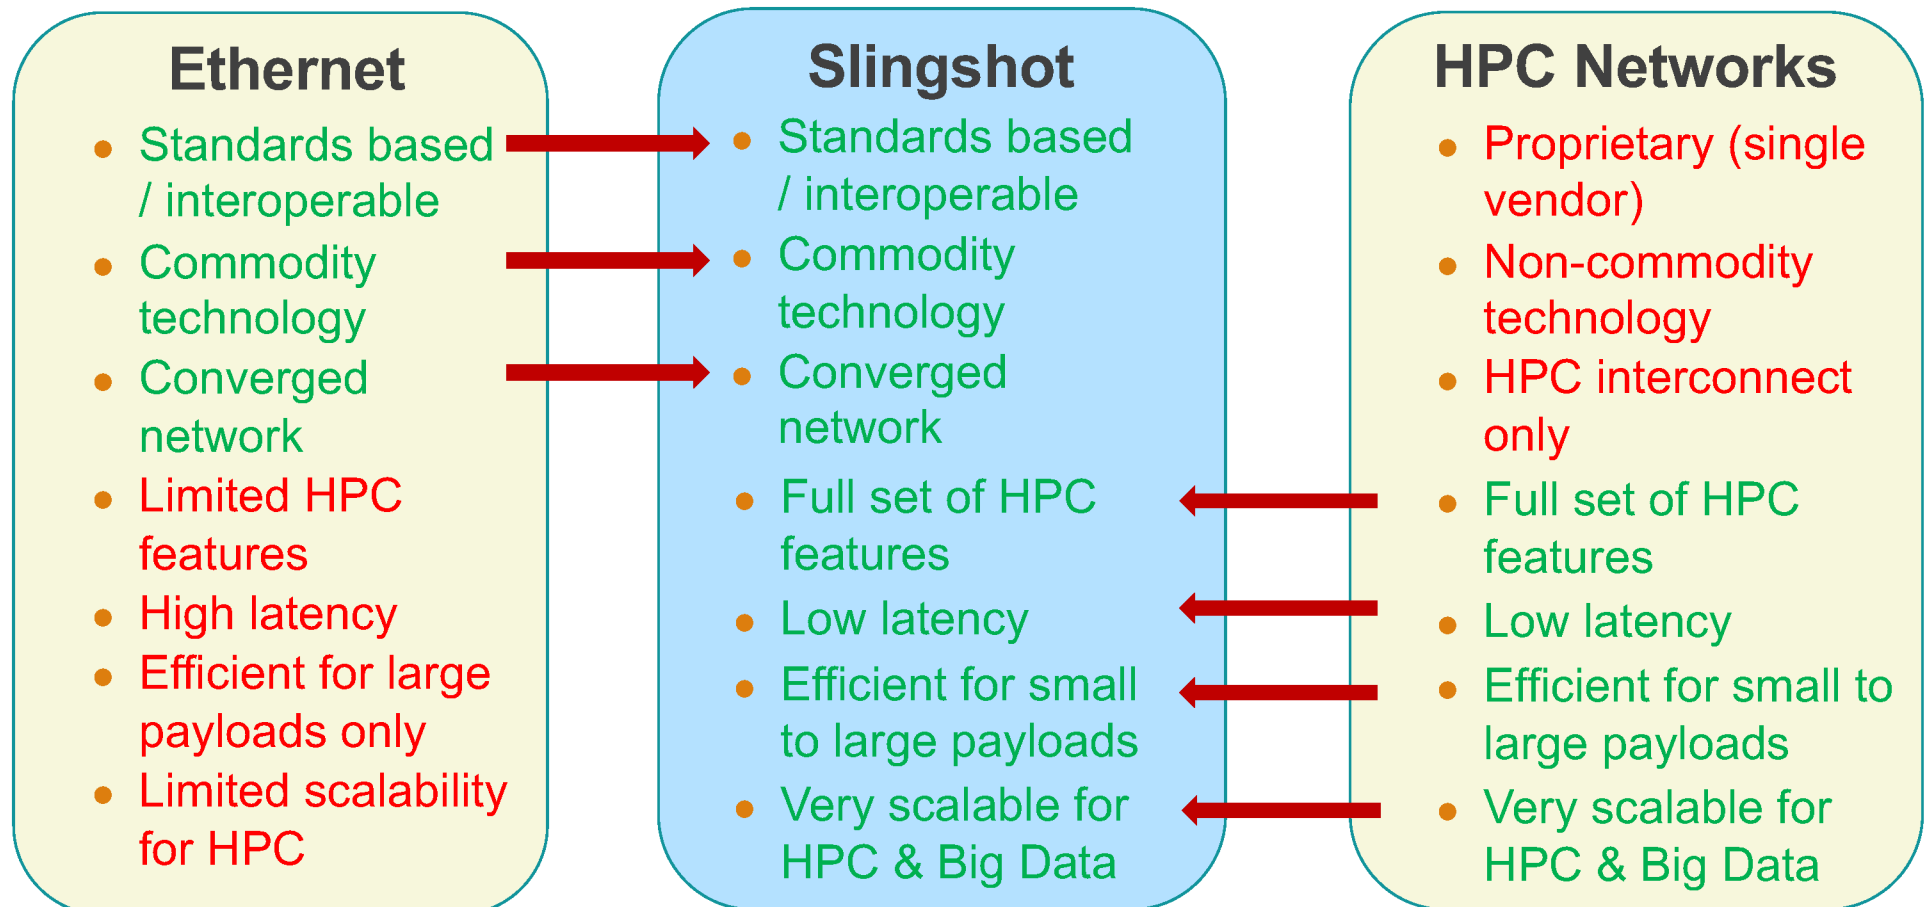 Ethernet
Standards based
/ interoperable
Commodity
technology
Converged
network
Limited HPC
features
High latency
Efficient for large
payloads only
Limited scalability
for HPC
Slingshot
Standards based
/ interoperable
Commodity
technology
Converged
network
Full set of HPC
features
Low latency
Efficient for small
to large payloads
Very scalable for
HPC & Big Data
HPC Networks
Proprietary (single
vendor)
Non-commodity
technology
HPC interconnect
only
Full set of HPC
features
Low latency
Efficient for small to
large payloads
Very scalable for
HPC & Big Data